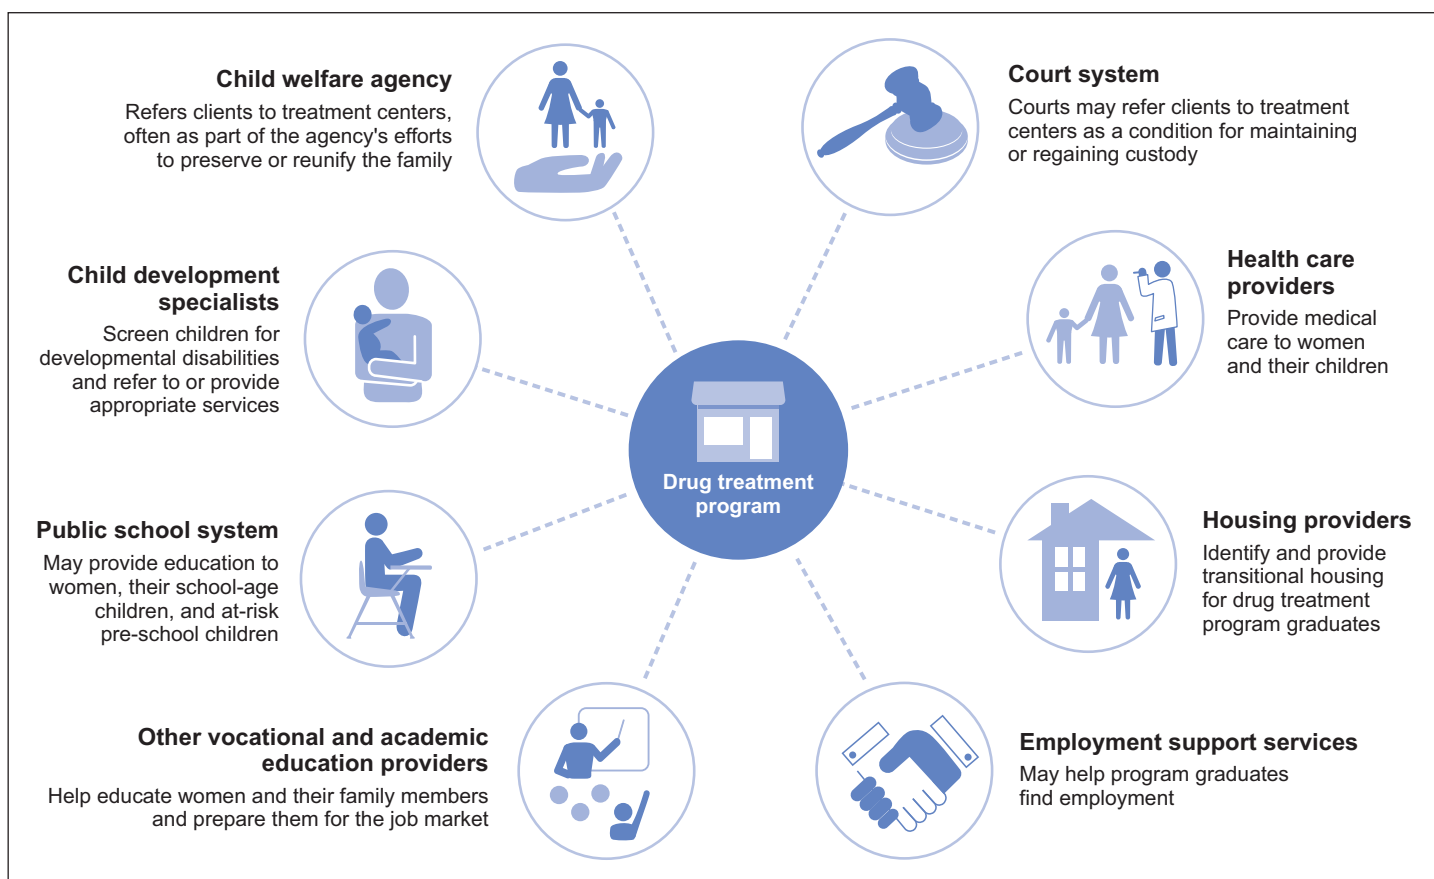 Child welfare agency
Refers clients to treatment centers,
often as part of the agency's efforts
to preserve or reunify the family
Court system
Courts may refer clients to treatment
centers as a condition for maintaining
or regaining custody
Child development
specialists
Screen children for
developmental disabilities
and refer to or provide
appropriate services
Health care
providers
Provide medical
care to women
and their children
Drug treatment
program
Public school system
May provide education to
women, their school-age
children, and at-risk
pre-school children
Housing providers
Identify and provide
transitional housing
for drug treatment
program graduates
Other vocational and academic
education providers
Help educate women and their family members
and prepare them for the job market
Employment support services
May help program graduates
find employment